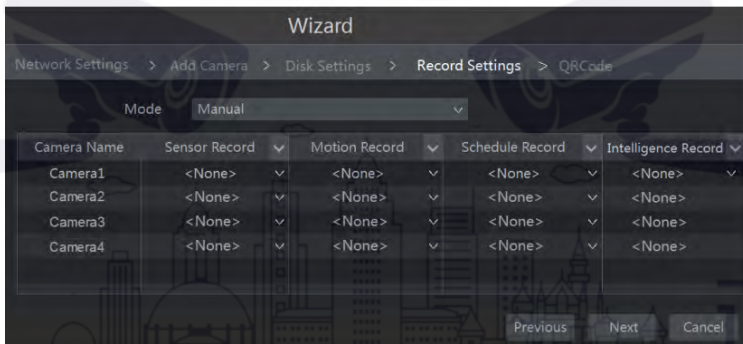 Wizard
Network Settings > Add Camera > Disk Settings > Record Settings > QRCode
Mode Manual
Camera Name Sensor Record Motion Record Schedule Record Intelligence Record
Camera1 <None> <None> <None> <None>
Camera2 <None> <None> <None> <None>
Camera3 <None> <None> <None> <None>
Camera4 <None> <None> <None> <None>
Previous Next Cancel